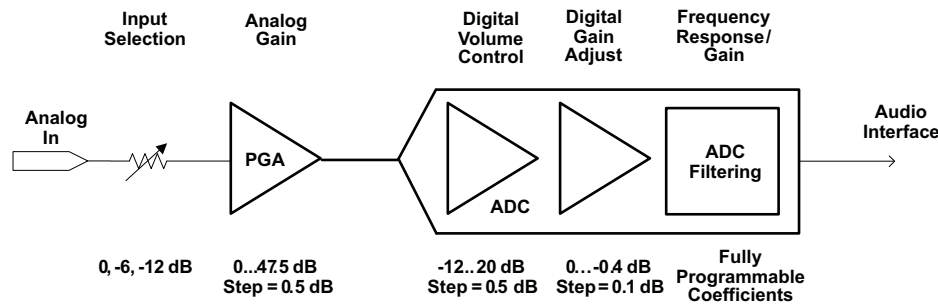 Input
Selection
Analog
Gain
Digital
Volume
Control
Digital
Gain
Adjust
Frequency
Response/
Gain
Analog
In
PGA
ADC
ADC
Filtering
Audio
Interface
0, -6, -12 dB
0...47.5 dB
Step = 0.5 dB
-12...20 dB
Step = 0.5 dB
0...-0.4 dB
Step = 0.1 dB
Fully
Programmable
Coefficients